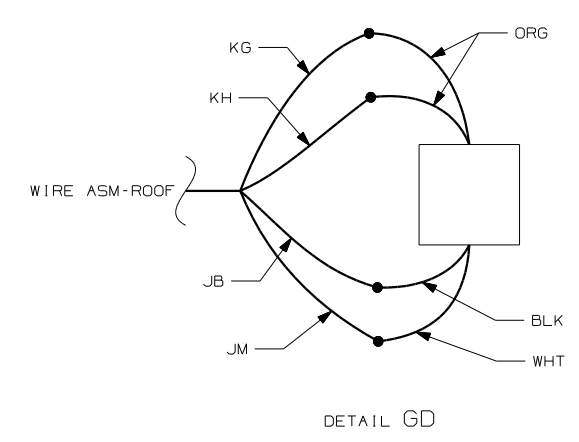 ORG
KG
KH
WIRE ASM-ROOF
JB
BLK
JM
WHT
DETAIL GD